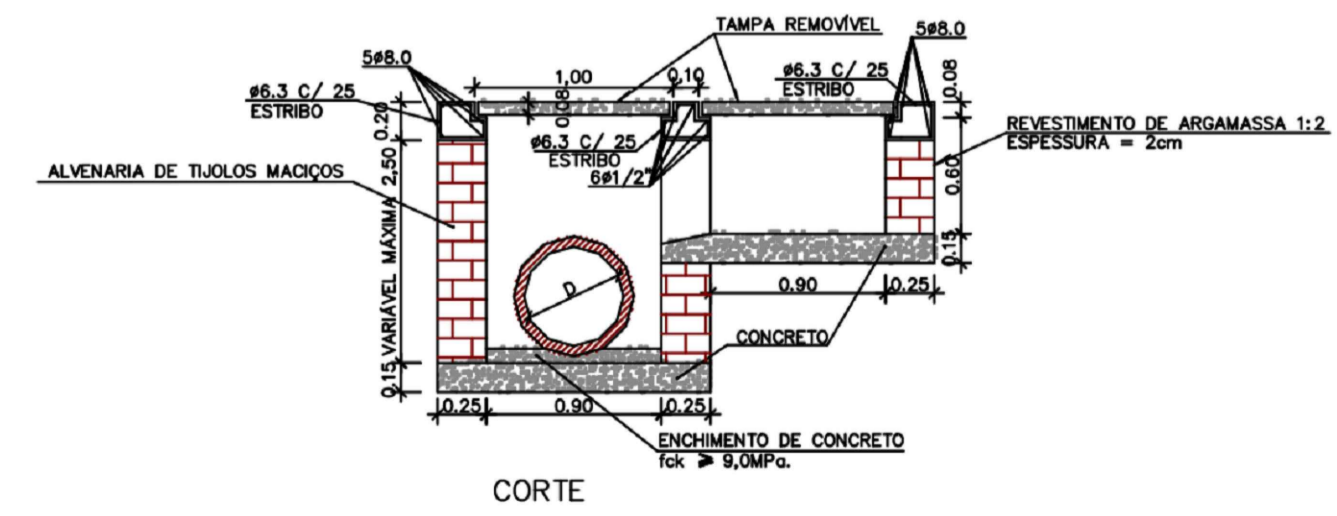 TAMPA REMOVÍVEL
5ø8.0
5ø8.0
1,00
0.10
ø6.3 C/ 25
ESTRIBO
ø6.3 C/ 25
ESTRIBO
0.08
0.20
0.08
ø6.3 C/ 25
ESTRIBO
6ø1/2"
REVESTIMENTO DE ARGAMASSA 1:2
ESPESSURA = 2cm
ALVENARIA DE TIJOLOS MACIÇOS
VARIÁVEL MÁXIMA 2,50
0.60
0.15
D
0.90
0.25
CONCRETO
0.15
0.25
0.90
0.25
ENCHIMENTO DE CONCRETO
fck ⩾ 9,0MPa.
CORTE